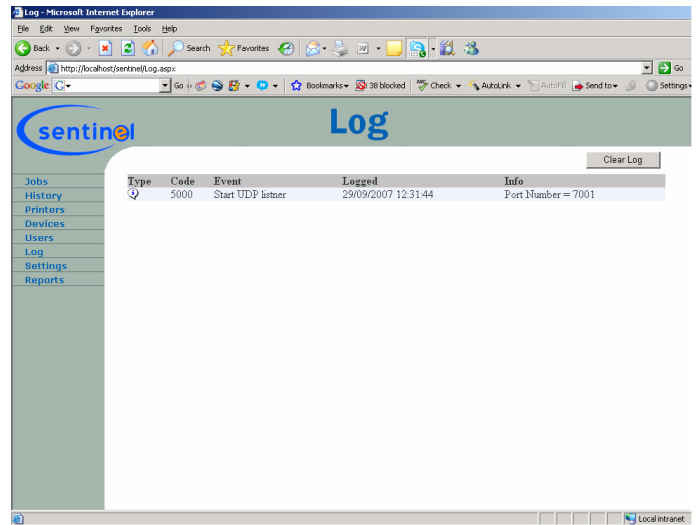 Log - Microsoft Internet Explorer
File Edit View Favorites Tools Help
Back Search Favorites
Address http://localhost/sentinel/Log.aspx Go
Google G Go Bookmarks 38 blocked ABC Check AutoLink AutoFill Send to Settings
sentinel
Log
Clear Log
Jobs
History
Printers
Devices
Users
Log
Settings
Reports
Type Code Event Logged Info
5000 Start UDP listner 29/09/2007 12:31:44 Port Number = 7001
Local intranet